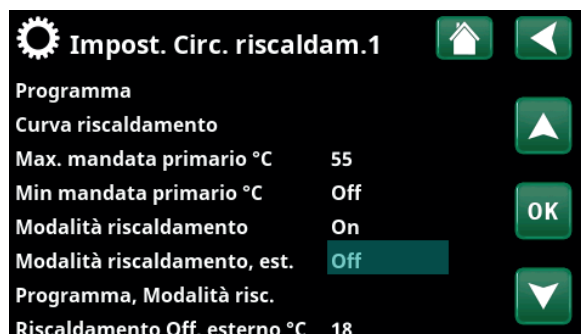 Impost. Circ. riscaldam.1
Programma
Curva riscaldamento
Max. mandata primario °C 55
Min mandata primario °C Off
Modalità riscaldamento On
OK
Modalità riscaldamento, est. Off
Programma, Modalità risc.
Riscaldamento Off, esterno °C 18